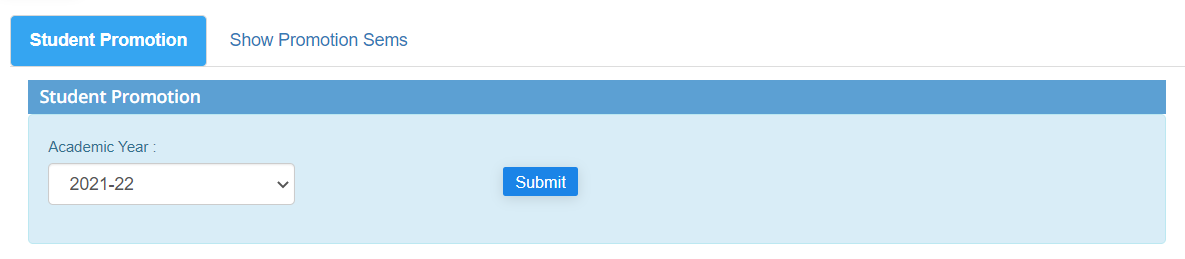 Student Promotion Show Promotion Sems
Student Promotion
Academic Year :
2021-22 Submit